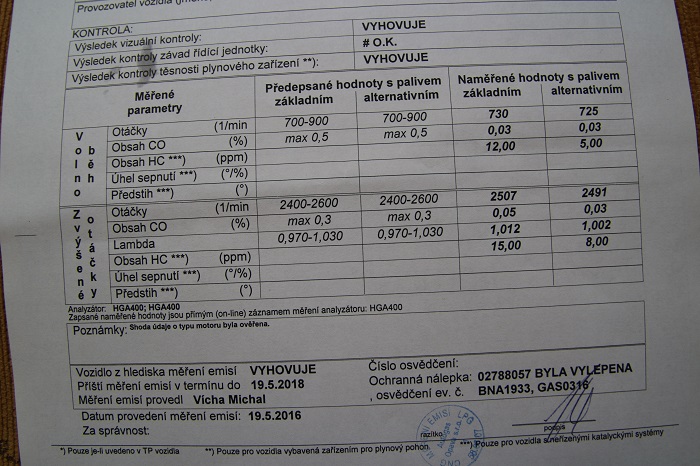 Provozovatel vozidla
KONTROLA:
Výsledek vizuální kontroly: VYHOVUJE
Výsledek kontroly závad řídící jednotky: # O.K.
Výsledek kontroly těsnosti plynového zařízení **): VYHOVUJE
Měřené parametry Předepsané hodnoty s palivem Naměřené hodnoty s palivem
základním alternativním základním alternativním
Volno běh
Otáčky (1/min 700-900 700-900 730 725
Obsah CO (%) max 0,5 max 0,5 0,03 0,03
Obsah HC ***) (ppm) 12,00 5,00
Úhel sepnutí ***) (°/%)
Předstih ***) (°)
Zvýšené otáčky
Otáčky (1/min 2400-2600 2400-2600 2507 2491
Obsah CO (%) max 0,3 max 0,3 0,05 0,03
Lambda 0,970-1,030 0,970-1,030 1,012 1,002
Obsah HC ***) (ppm) 15,00 8,00
Úhel sepnutí ***) (°/%)
Předstih ***) (°)
Analyzátor: HGA400; HGA400
Zapsané naměřené hodnoty jsou přímým (on-line) záznamem měření analyzátoru: HGA400
Poznámky: Shoda údaje o typu motoru byla ověřena.
Vozidlo z hlediska měření emisí VYHOVUJE Číslo osvědčení:
Příští měření emisí v termínu do 19.5.2018 Ochranná nálepka: 02788057 BYLA VYLEPENA
Měření emisí provedl Vícha Michal , osvědčení ev. č. BNA1933, GAS0316
Datum provedení měření emisí: 19.5.2016
Za správnost: razítko podpis
*) Pouze je-li uvedeno v TP vozidla **) Pouze pro vozidla vybavená zařízením pro plynový pohon. ***) Pouze pro vozidla s neřízenými katalyckými systémy